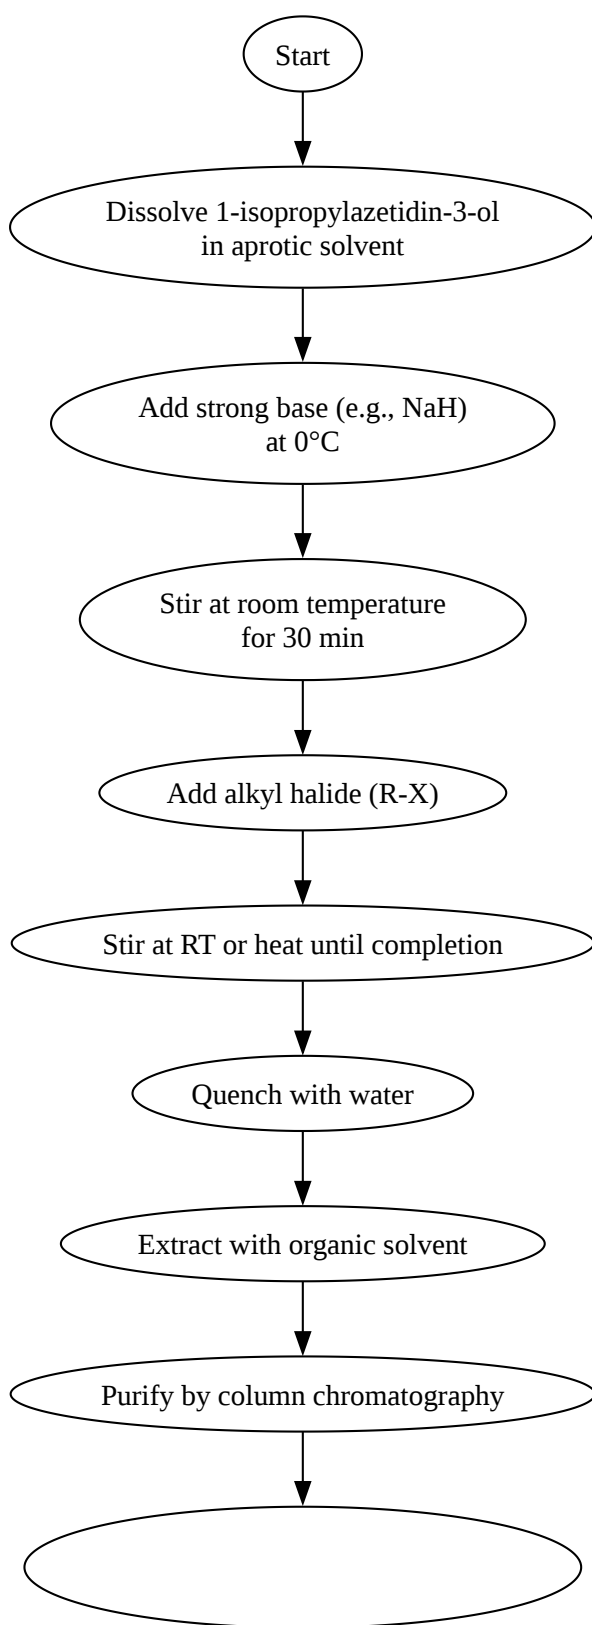 Start
Dissolve 1-isopropylazetidin-3-ol
in aprotic solvent
Add strong base (e.g., NaH)
at 0°C
Stir at room temperature
for 30 min
Add alkyl halide (R-X)
Stir at RT or heat until completion
Quench with water
Extract with organic solvent
Purify by column chromatography